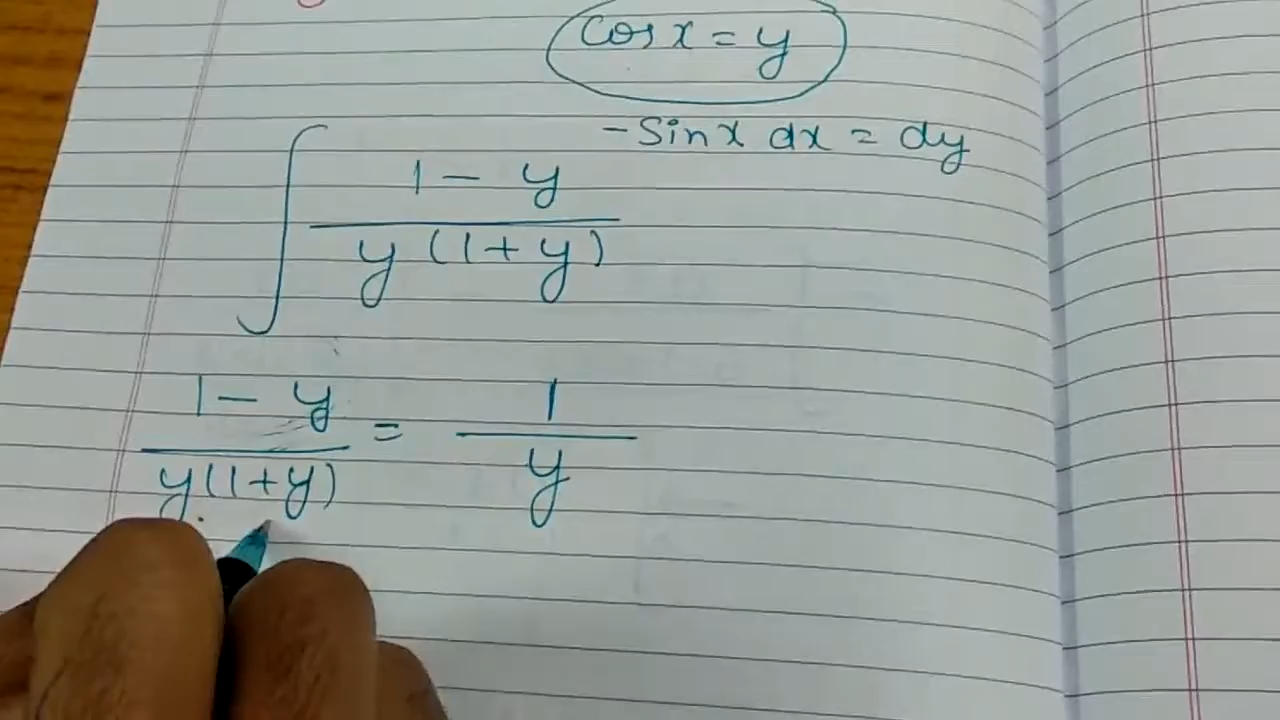 Cos x = y
- Sin x dx = dy
∫ (1 - y) / (y (1 + y))
(1 - y) / (y(1+y)) = 1 / y